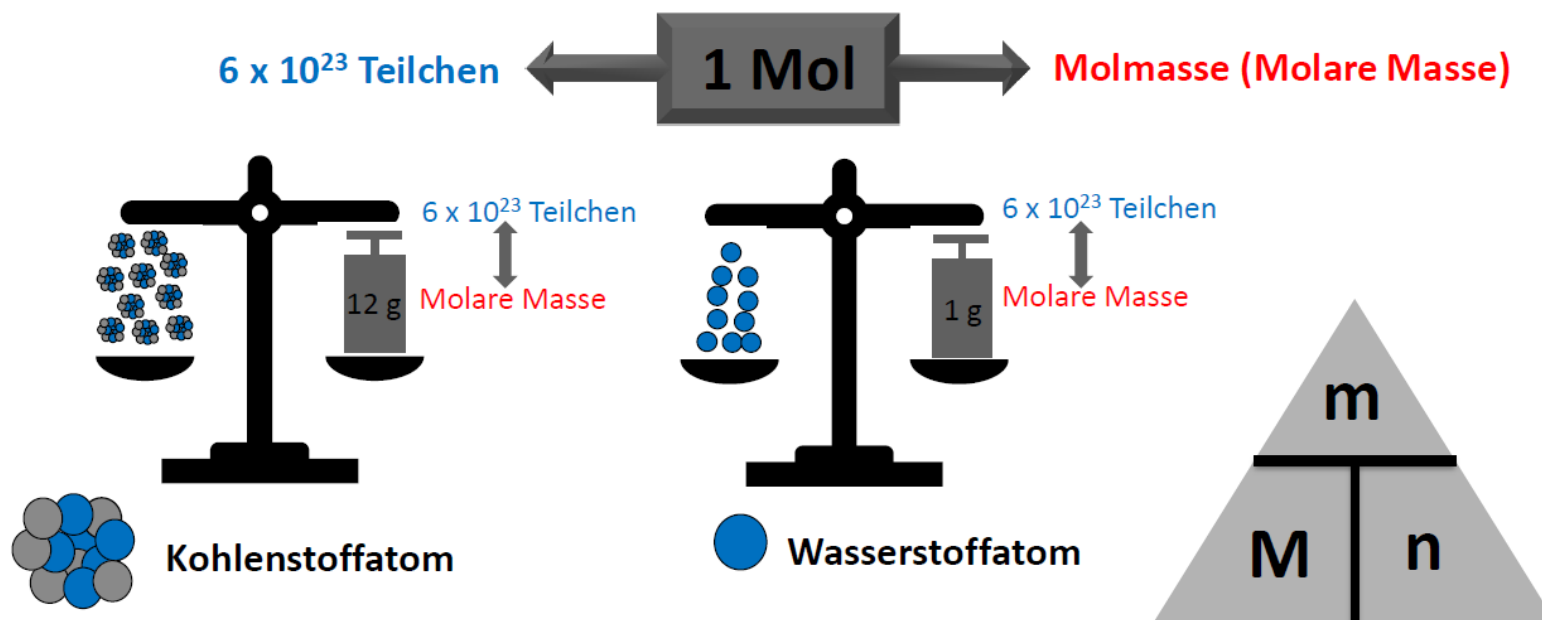 6 x 10²³ Teilchen
1 Mol
Molmasse (Molare Masse)
6 x 10²³ Teilchen
12 g
Molare Masse
6 x 10²³ Teilchen
1 g
Molare Masse
m
M
n
Kohlenstoffatom
Wasserstoffatom